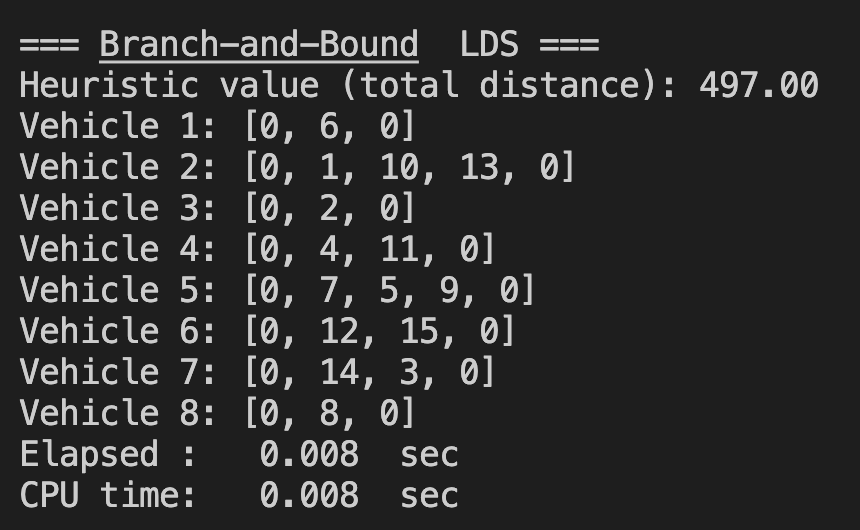 === Branch-and-Bound  LDS ===
Heuristic value (total distance): 497.00
Vehicle 1: [0, 6, 0]
Vehicle 2: [0, 1, 10, 13, 0]
Vehicle 3: [0, 2, 0]
Vehicle 4: [0, 4, 11, 0]
Vehicle 5: [0, 7, 5, 9, 0]
Vehicle 6: [0, 12, 15, 0]
Vehicle 7: [0, 14, 3, 0]
Vehicle 8: [0, 8, 0]
Elapsed :   0.008  sec
CPU time:   0.008  sec